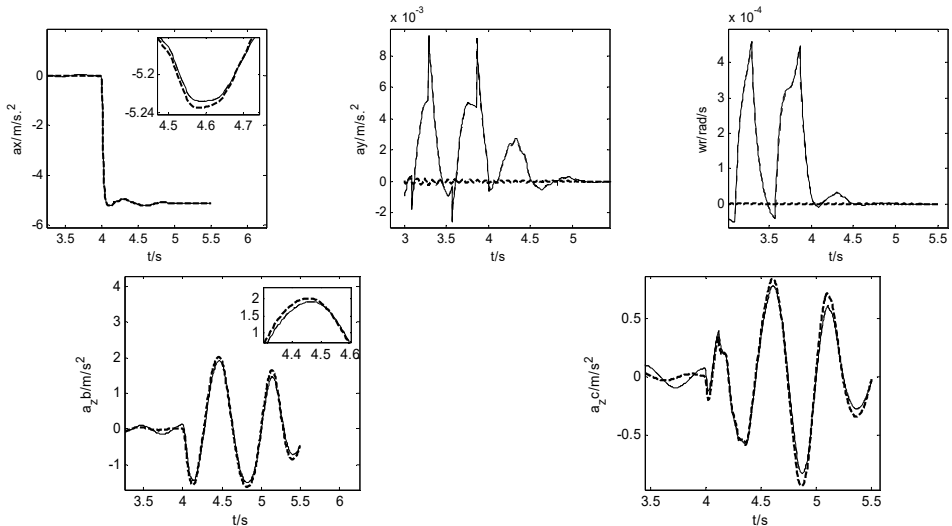 x 10⁻³
x 10⁻⁴
ax/m/s.²
0
-2
-4
-6
3.5 4 4.5 5 5.5 6
t/s
-5.2
-5.24
4.5 4.6 4.7
ay/m/s.²
8
6
4
2
0
-2
3 3.5 4 4.5 5
t/s
wr/rad/s
4
2
0
3.5 4 4.5 5 5.5
t/s
a_zb/m/s²
4
3
2
1
0
-1
3.5 4 4.5 5 5.5 6
t/s
2
1.5
1
4.4 4.5 4.6
a_zc/m/s²
0.5
0
-0.5
3.5 4 4.5 5 5.5
t/s